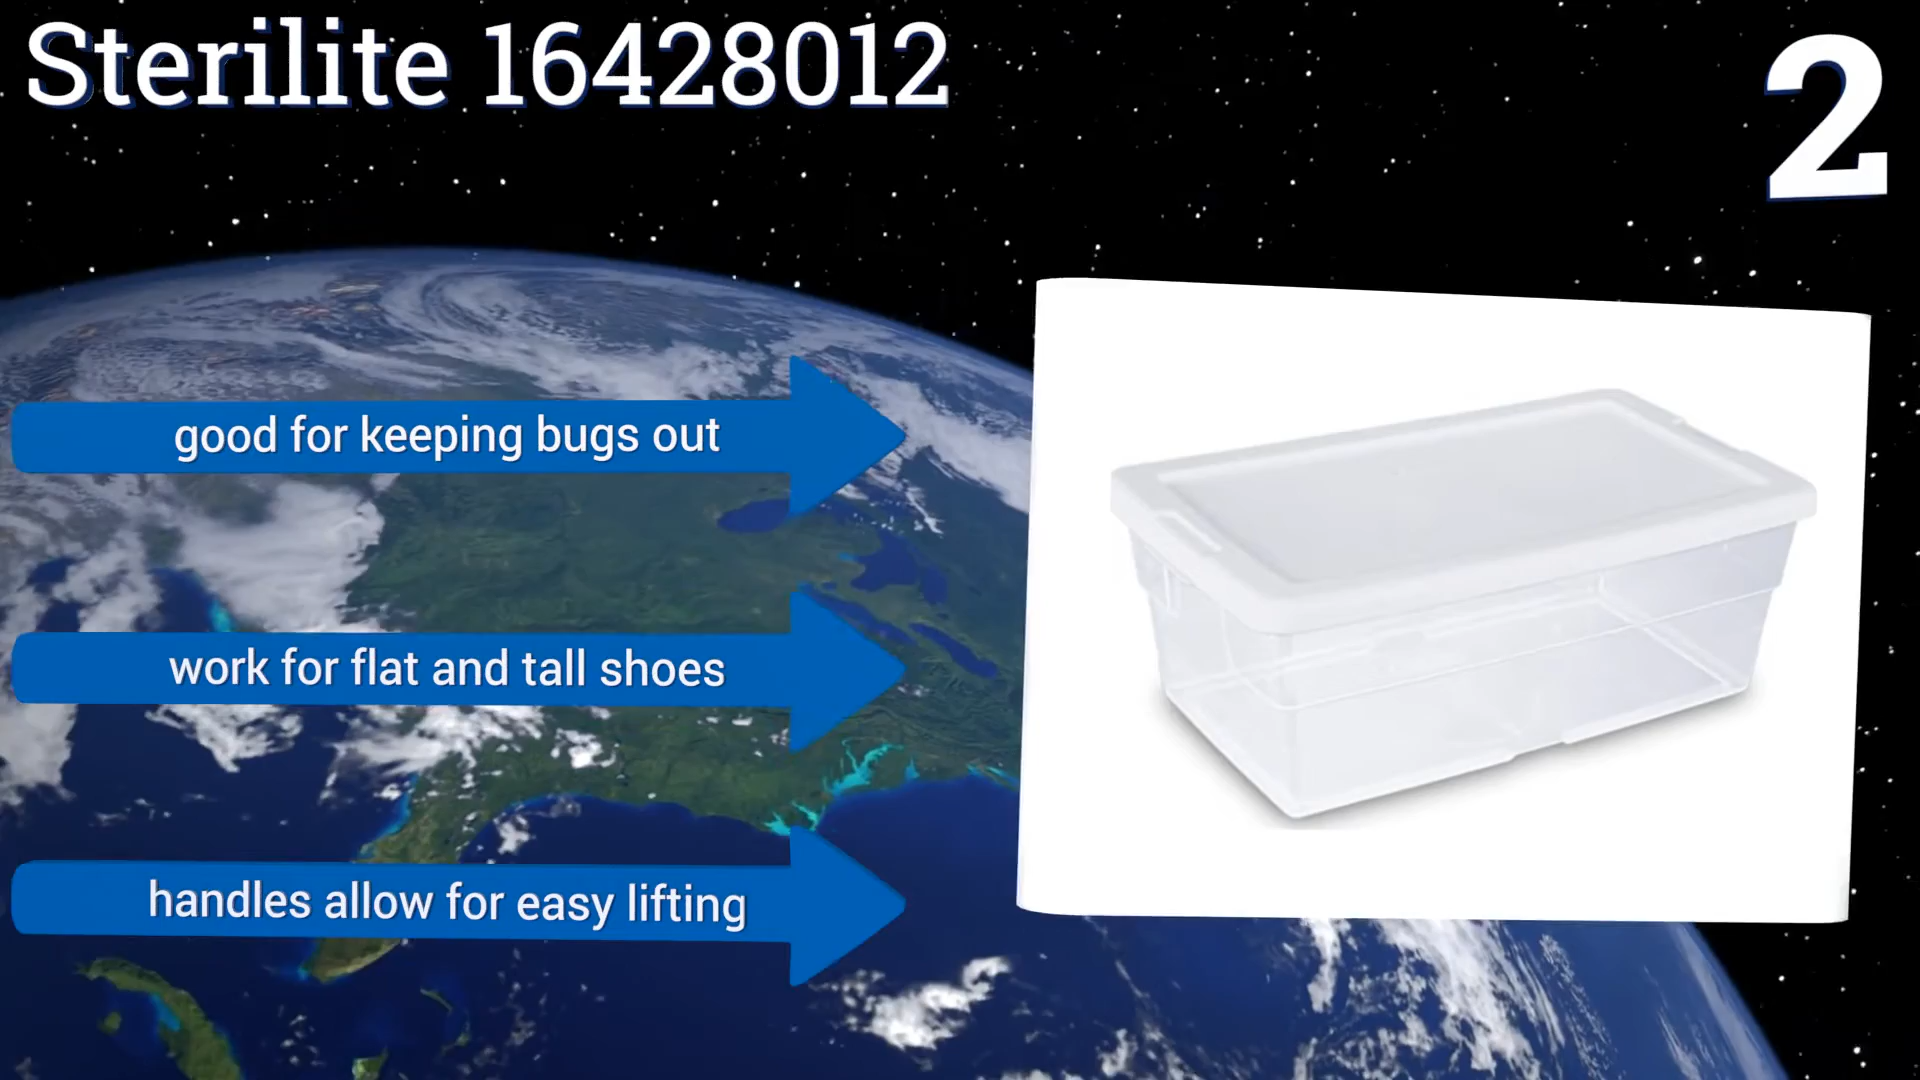 Sterilite 16428012
2
good for keeping bugs out
work for flat and tall shoes
handles allow for easy lifting